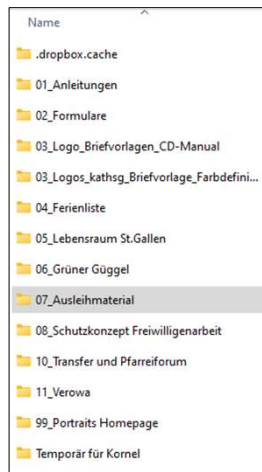 Name
.dropbox.cache
01_Anleitungen
02_Formulare
03_Logo_Briefvorlagen_CD-Manual
03_Logos_kathsg_Briefvorlage_Farbdefini...
04_Ferienliste
05_Lebensraum St.Gallen
06_Grüner Güggel
07_Ausleihmaterial
08_Schutzkonzept Freiwilligenarbeit
10_Transfer und Pfarreiforum
11_Verowa
99_Portraits Homepage
Temporär für Kornel